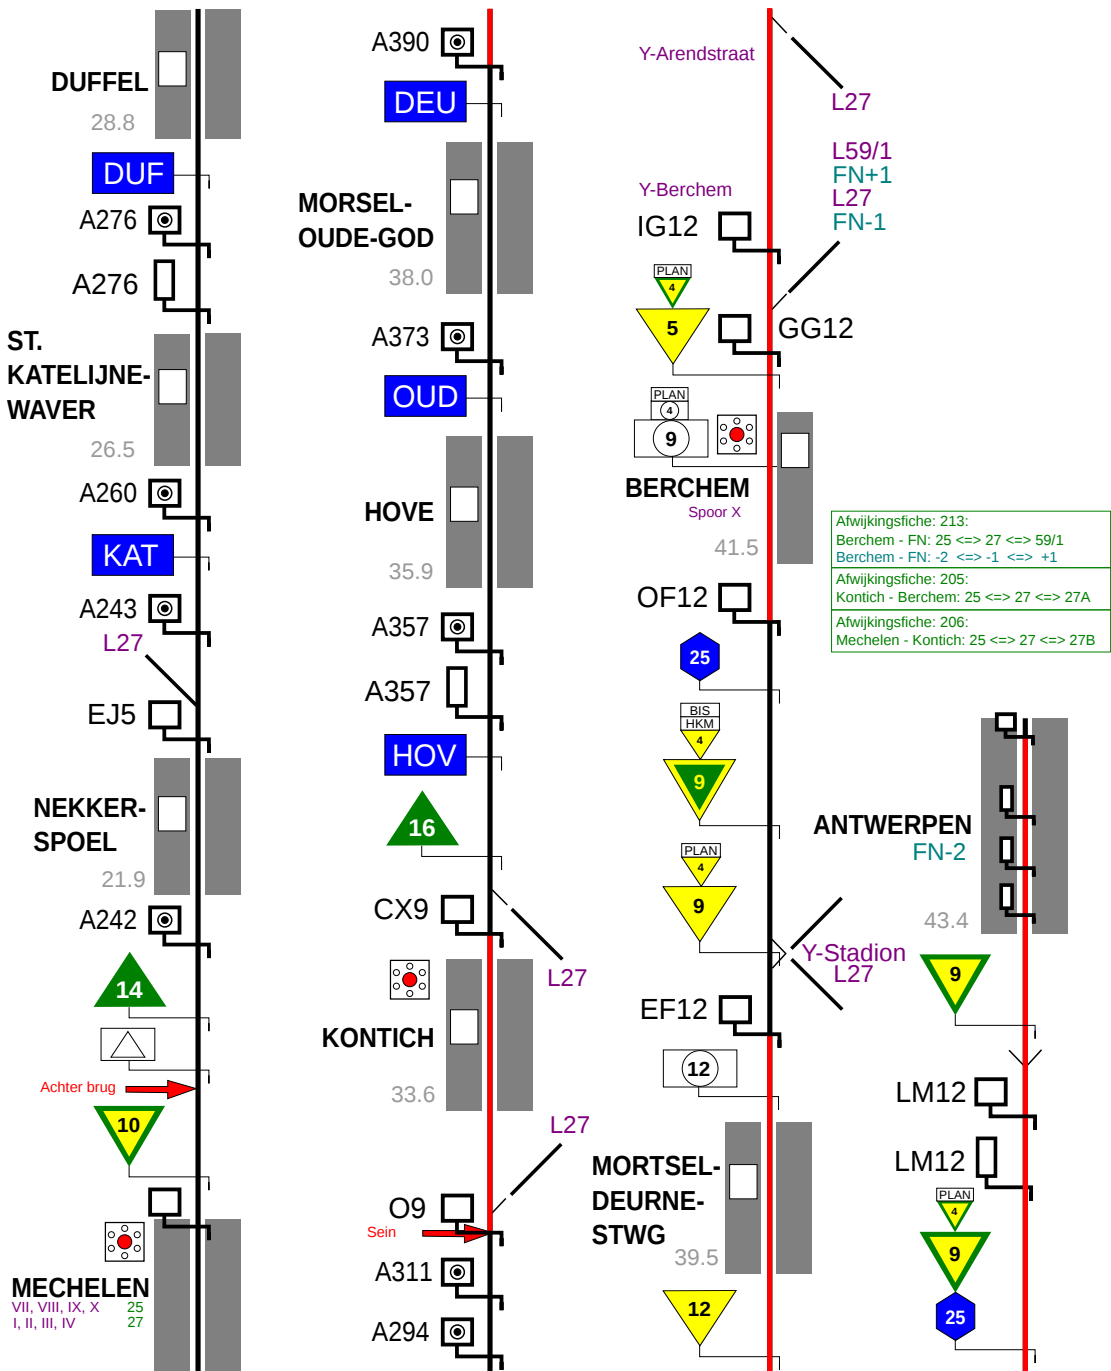 DUFFEL
28.8
DUF
A276
A276
ST.
KATELIJNE-
WAVER
26.5
A260
KAT
A243
L27
EJ5
NEKKER-
SPOEL
21.9
A242
14
Achter brug
10
MECHELEN
VII, VIII, IX, X 25
I, II, III, IV 27
A390
DEU
MORSEL-
OUDE-GOD
38.0
A373
OUD
HOVE
35.9
A357
A357
HOV
16
CX9
L27
KONTICH
33.6
L27
O9
Sein
A311
A294
Y-Arendstraat
L27
L59/1
FN+1
L27
FN-1
Y-Berchem
IG12
PLAN
4
5
GG12
PLAN
4
9
BERCHEM
Spoor X
41.5
OF12
25
BIS
HKM
4
9
PLAN
4
9
Y-Stadion
L27
EF12
12
MORTSEL-
DEURNE-
STWG
39.5
12
Afwijkingsfiche: 213:
Berchem - FN: 25 <=> 27 <=> 59/1
Berchem - FN: -2 <=> -1 <=> +1
Afwijkingsfiche: 205:
Kontich - Berchem: 25 <=> 27 <=> 27A
Afwijkingsfiche: 206:
Mechelen - Kontich: 25 <=> 27 <=> 27B
ANTWERPEN
FN-2
43.4
9
LM12
LM12
PLAN
4
9
25